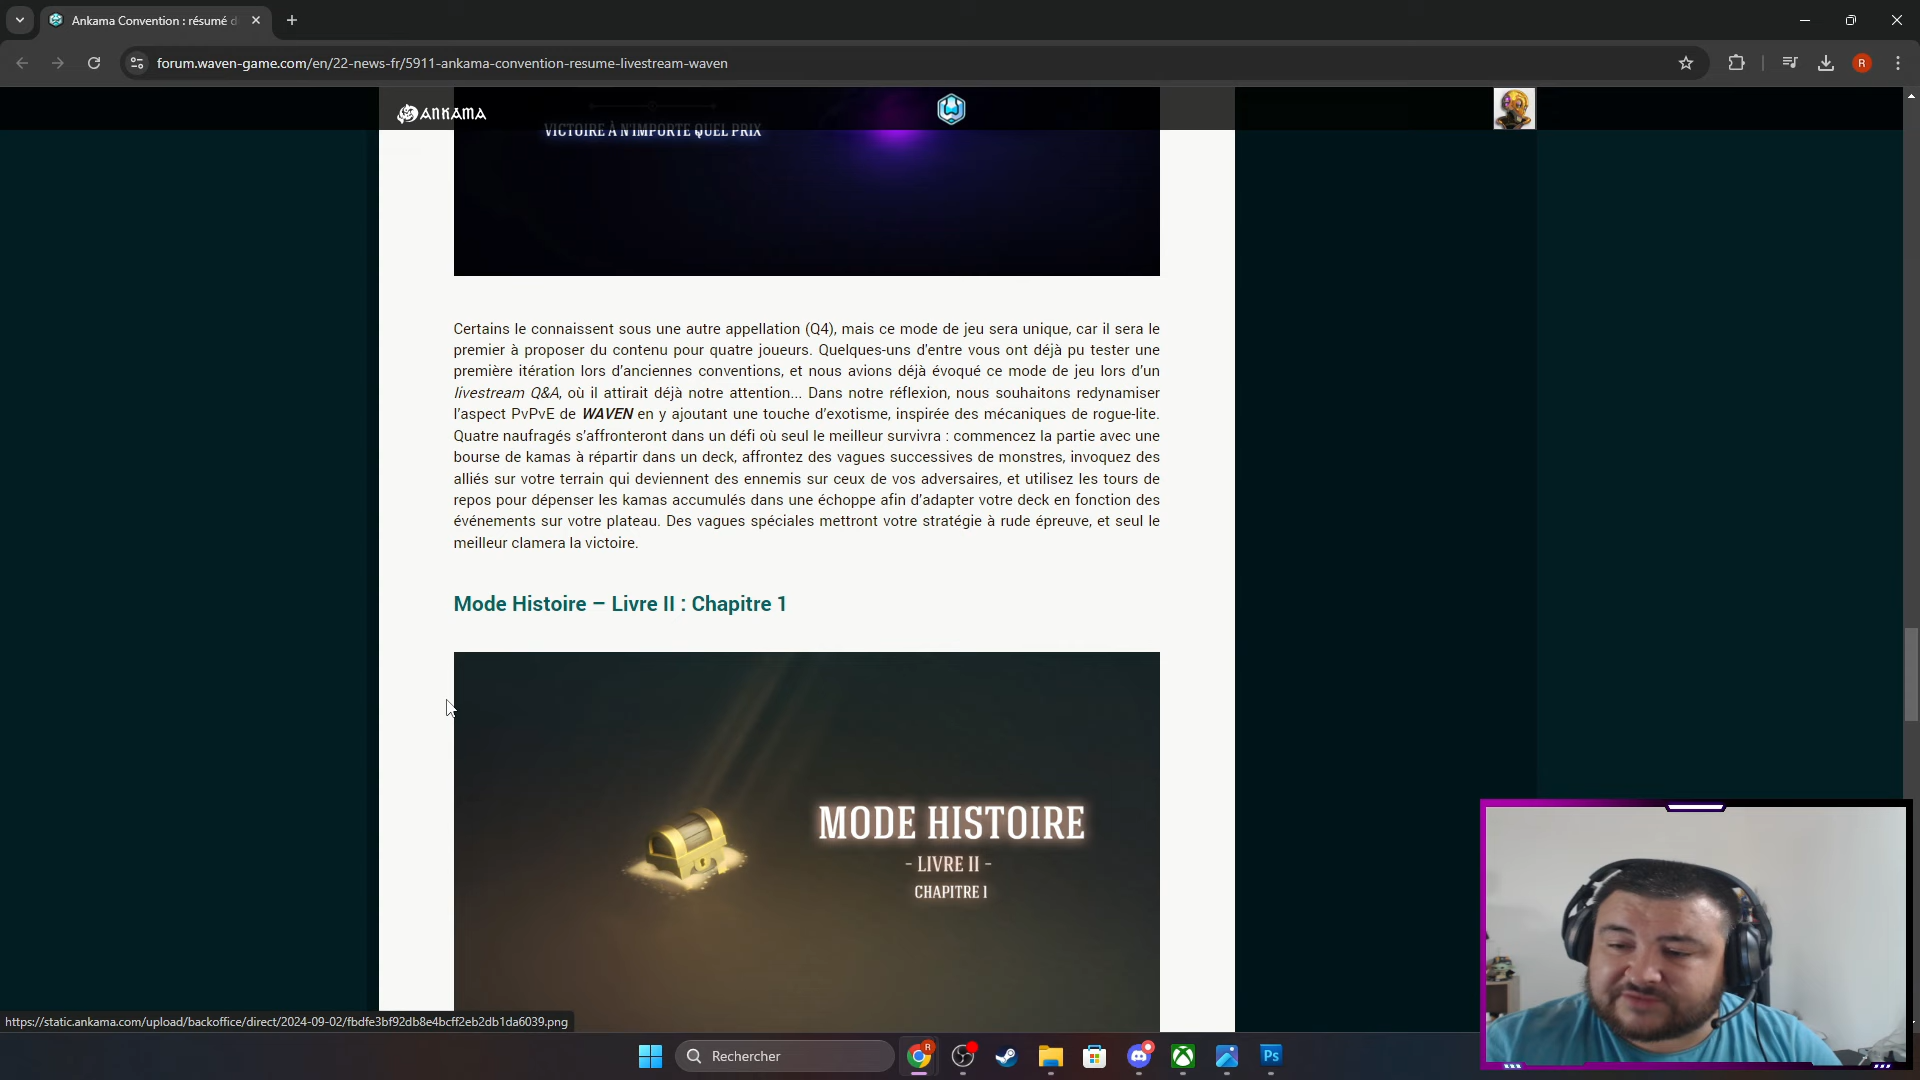 Ankama Convention : résumé d
forum.waven-game.com/en/22-news-fr/5911-ankama-convention-resume-livestream-waven
R
ANKAMA
VICTOIRE À N'IMPORTE QUEL PRIX
Certains le connaissent sous une autre appellation (Q4), mais ce mode de jeu sera unique, car il sera le
premier à proposer du contenu pour quatre joueurs. Quelques-uns d'entre vous ont déjà pu tester une
première itération lors d'anciennes conventions, et nous avions déjà évoqué ce mode de jeu lors d'un
livestream Q&A, où il attirait déjà notre attention... Dans notre réflexion, nous souhaitons redynamiser
l'aspect PvPvE de WAVEN en y ajoutant une touche d'exotisme, inspirée des mécaniques de rogue-lite.
Quatre naufragés s'affronteront dans un défi où seul le meilleur survivra : commencez la partie avec une
bourse de kamas à répartir dans un deck, affrontez des vagues successives de monstres, invoquez des
alliés sur votre terrain qui deviennent des ennemis sur ceux de vos adversaires, et utilisez les tours de
repos pour dépenser les kamas accumulés dans une échoppe afin d'adapter votre deck en fonction des
événements sur votre plateau. Des vagues spéciales mettront votre stratégie à rude épreuve, et seul le
meilleur clamera la victoire.
Mode Histoire – Livre II : Chapitre 1
MODE HISTOIRE
- LIVRE II -
CHAPITRE 1
https://static.ankama.com/upload/backoffice/direct/2024-09-02/fbdfe3bf92db8e4bcff2eb2db1da6039.png
Rechercher
R
Ps